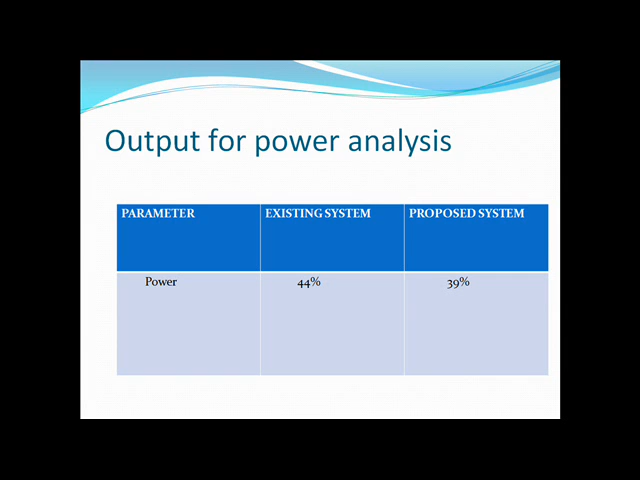 Output for power analysis
PARAMETER EXISTING SYSTEM PROPOSED SYSTEM
Power 44% 39%